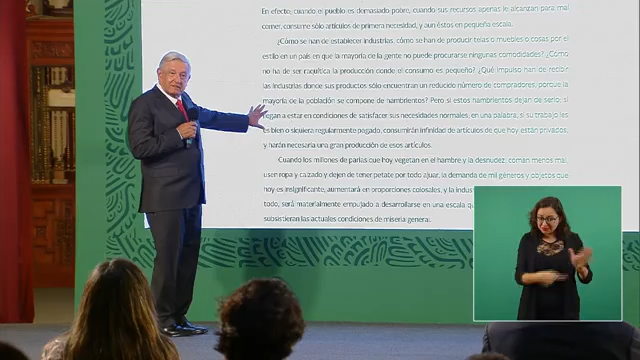 En efecto; cuando el pueblo es demasiado pobre, cuando sus recursos apenas le alcanzan para mal
comer, consume sólo artículos de primera necesidad, y aun éstos en pequeña escala.
¿Cómo se han de establecer industrias, cómo se han de producir telas o muebles o cosas por el
estilo en un país en que la mayoría de la gente no puede procurarse ningunas comodidades? ¿Cómo
no ha de ser raquítica la producción donde el consumo es pequeño? ¿Qué impulso han de recibir
las industrias donde sus productos sólo encuentran un reducido número de compradores, porque la
mayoría de la población se compone de hambrientos? Pero si estos hambrientos dejan de serlo; si
llegan a estar en condiciones de satisfacer sus necesidades normales; en una palabra, si su trabajo les
es bien o siquiera regularmente pagado, consumirán infinidad de artículos de que hoy están privados,
y harán necesaria una gran producción de esos artículos.
Cuando los millones de parias que hoy vegetan en el hambre y la desnudez, coman menos mal,
usen ropa y calzado y dejen de tener petate por todo ajuar, la demanda de mil géneros y objetos que
hoy es insignificante, aumentará en proporciones colosales, y la indus
todo, será materialmente empujado a desarrollarse en una escala q
subsistieran las actuales condiciones de miseria general.